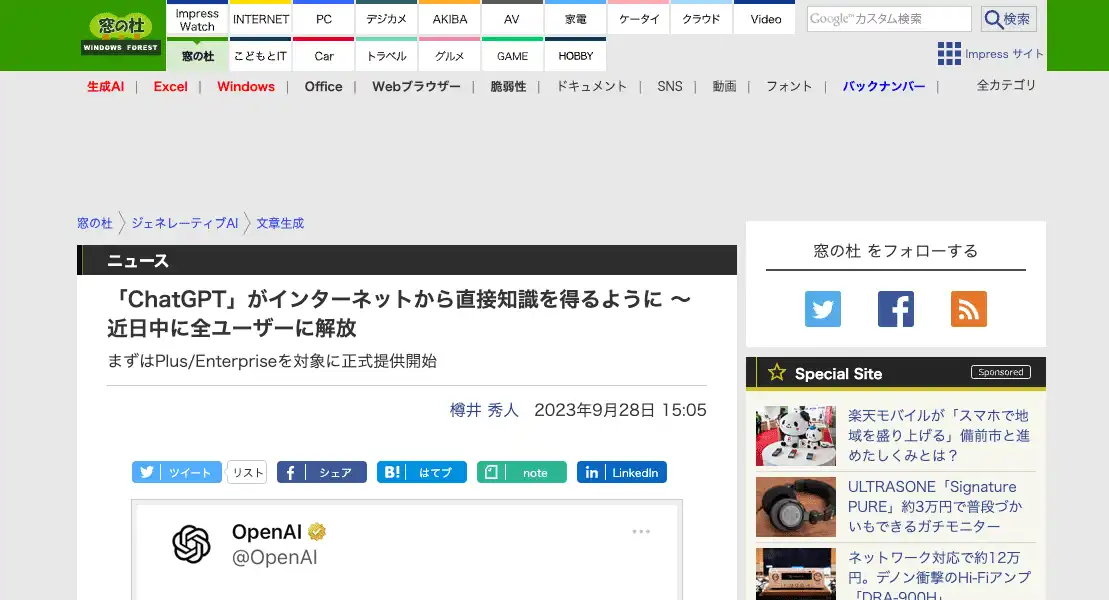 窓の杜
WINDOWS FOREST
Impress Watch
INTERNET
PC
デジカメ
AKIBA
AV
家電
ケータイ
クラウド
Video
窓の杜
こどもとIT
Car
トラベル
グルメ
GAME
HOBBY
Google™カスタム検索
検索
Impress サイト
生成AI | Excel | Windows | Office | Webブラウザー | 脆弱性 | ドキュメント | SNS | 動画 | フォント | バックナンバー | 全カテゴリ
窓の杜 〉 ジェネレーティブAI 〉 文章生成
ニュース
「ChatGPT」がインターネットから直接知識を得るように ～
近日中に全ユーザーに解放
まずはPlus/Enterpriseを対象に正式提供開始
樽井 秀人 2023年9月28日 15:05
ツイート
リスト
シェア
B! はてブ
note
in LinkedIn
OpenAI
@OpenAI
窓の杜 をフォローする
Special Site
Sponsored
楽天モバイルが「スマホで地
域を盛り上げる」備前市と進
めたしくみとは？
ULTRASONE「Signature
PURE」約3万円で普段づか
いもできるガチモニター
ネットワーク対応で約12万
円。デノン衝撃のHi-Fiアンプ
「DRA-900H」